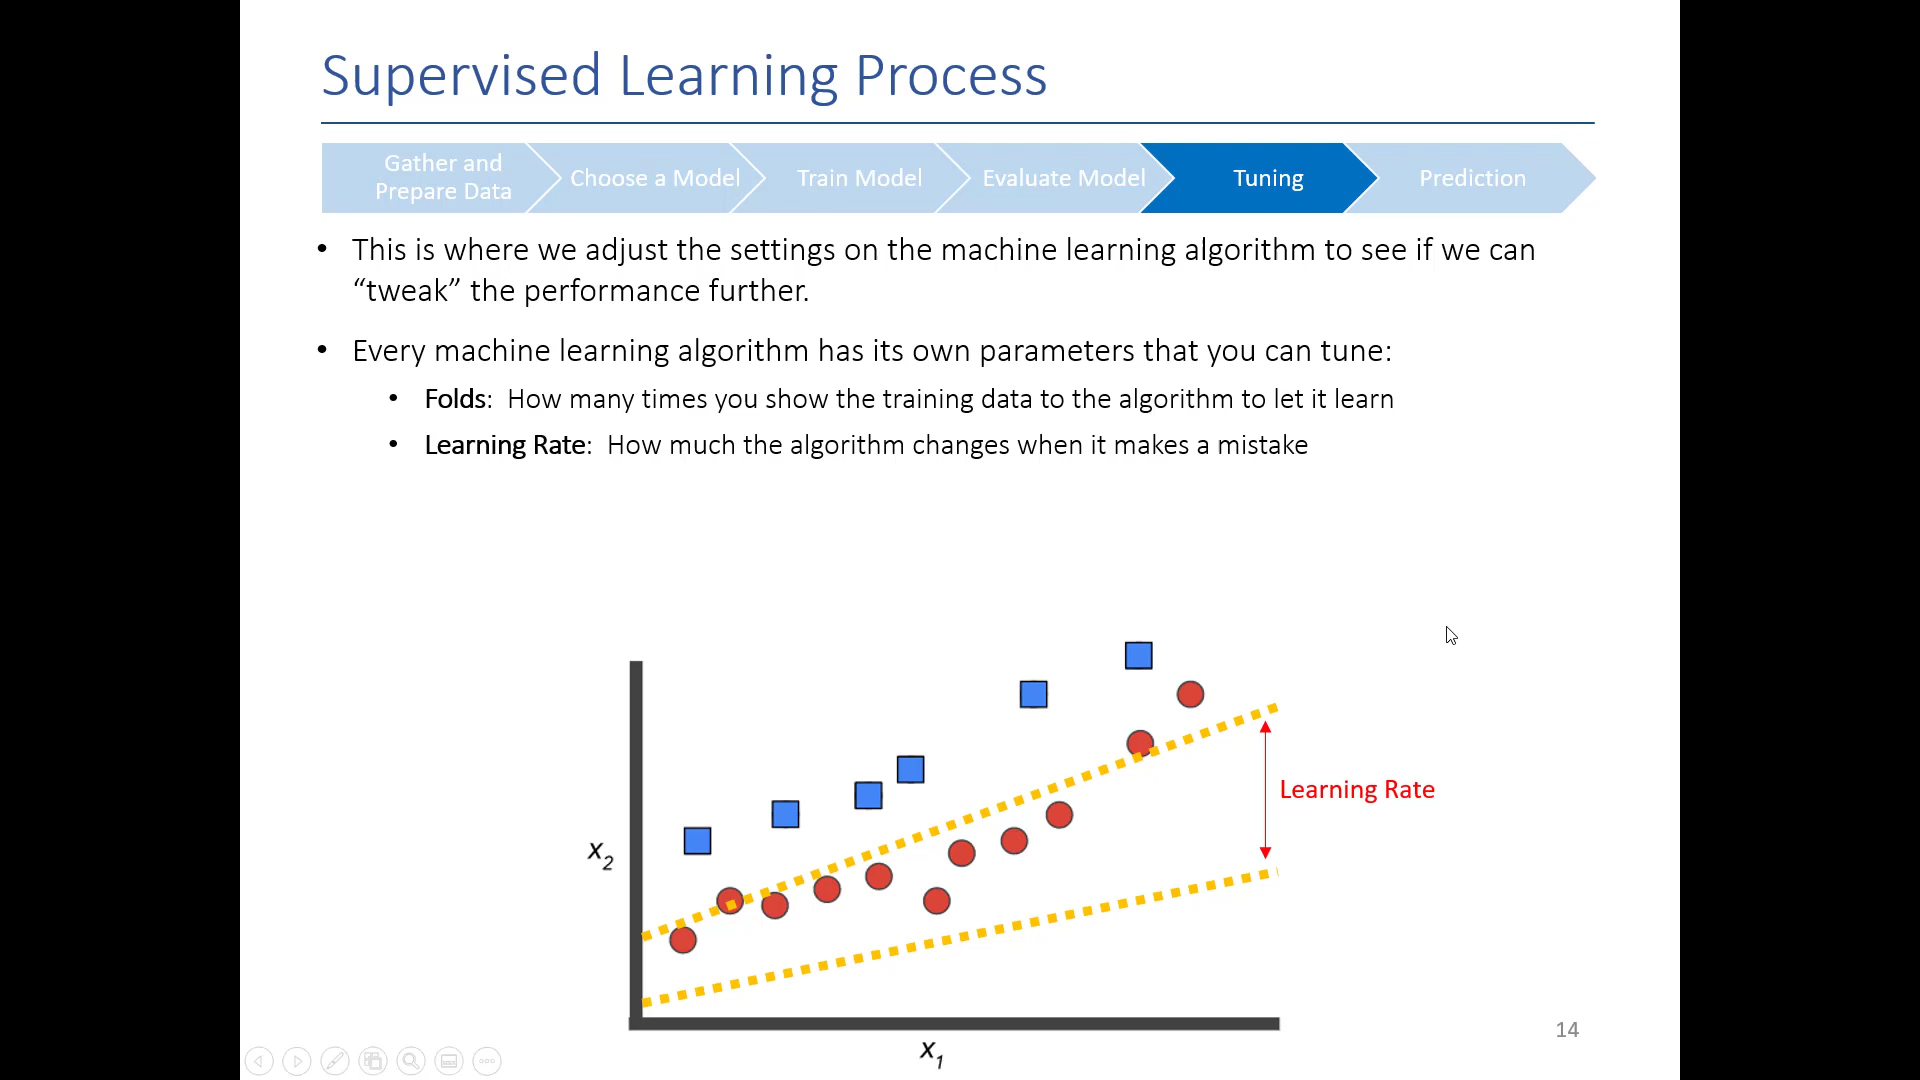 Supervised Learning Process
Gather and
Prepare Data
Choose a Model
Train Model
Evaluate Model
Tuning
Prediction
• This is where we adjust the settings on the machine learning algorithm to see if we can
“tweak” the performance further.
• Every machine learning algorithm has its own parameters that you can tune:
• Folds: How many times you show the training data to the algorithm to let it learn
• Learning Rate: How much the algorithm changes when it makes a mistake
Learning Rate
x2
x1
14